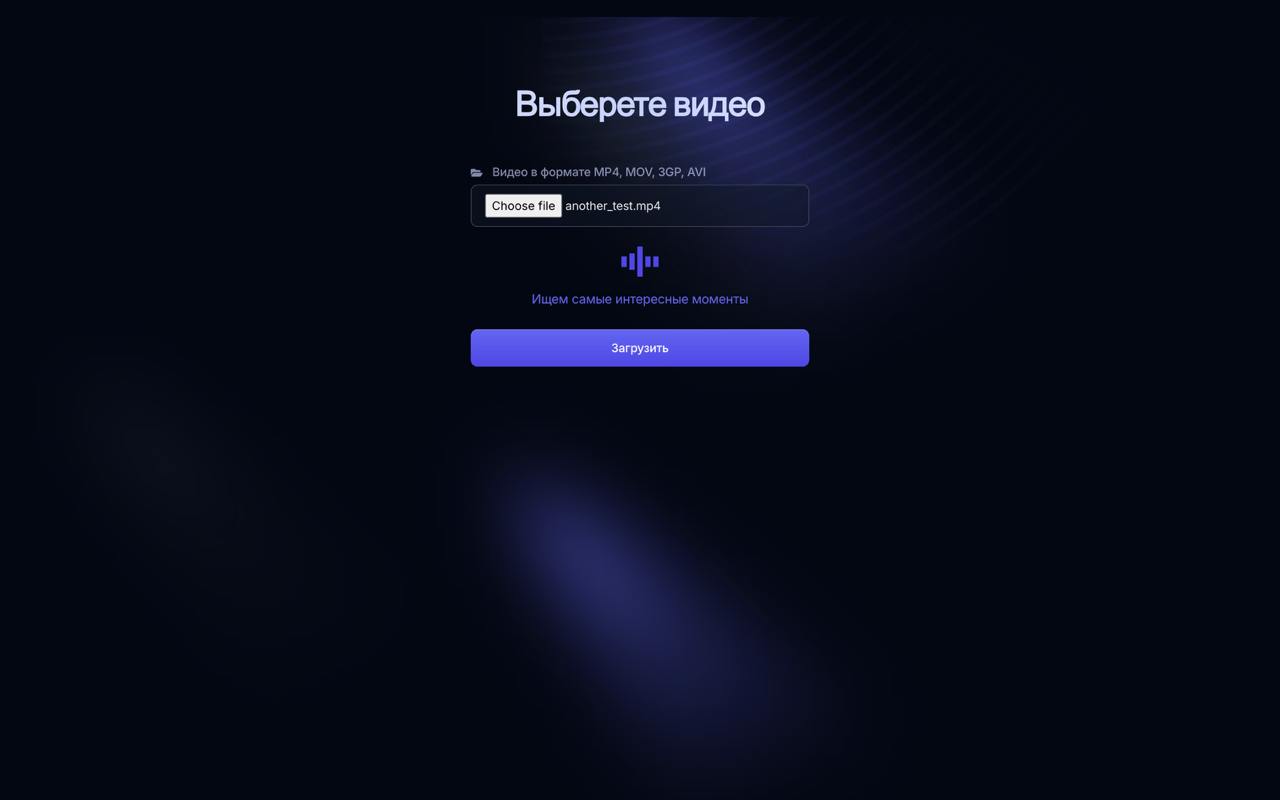 Выберете видео
Видео в формате MP4, MOV, 3GP, AVI
Choose file another_test.mp4
Ищем самые интересные моменты
Загрузить